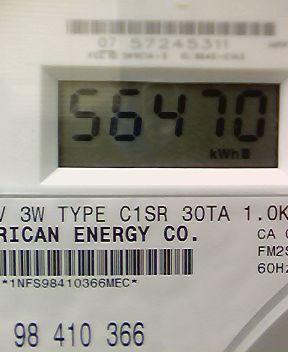 07 57245311
56470
kWh
V 3W TYPE C1SR 30TA 1.0K
RICAN ENERGY CO.
CA
FM2S
60Hz
*1NFS98410366MEC*
98 410 366